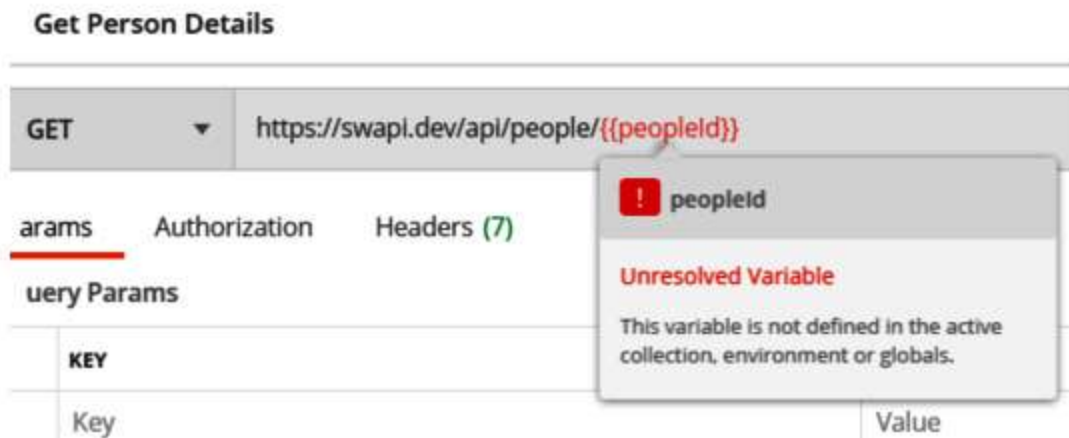 Get Person Details
GET https://swapi.dev/api/people/{{peopleId}}
! peopleId
arams Authorization Headers (7)
Unresolved Variable
uery Params
This variable is not defined in the active
collection, environment or globals.
KEY
Key Value